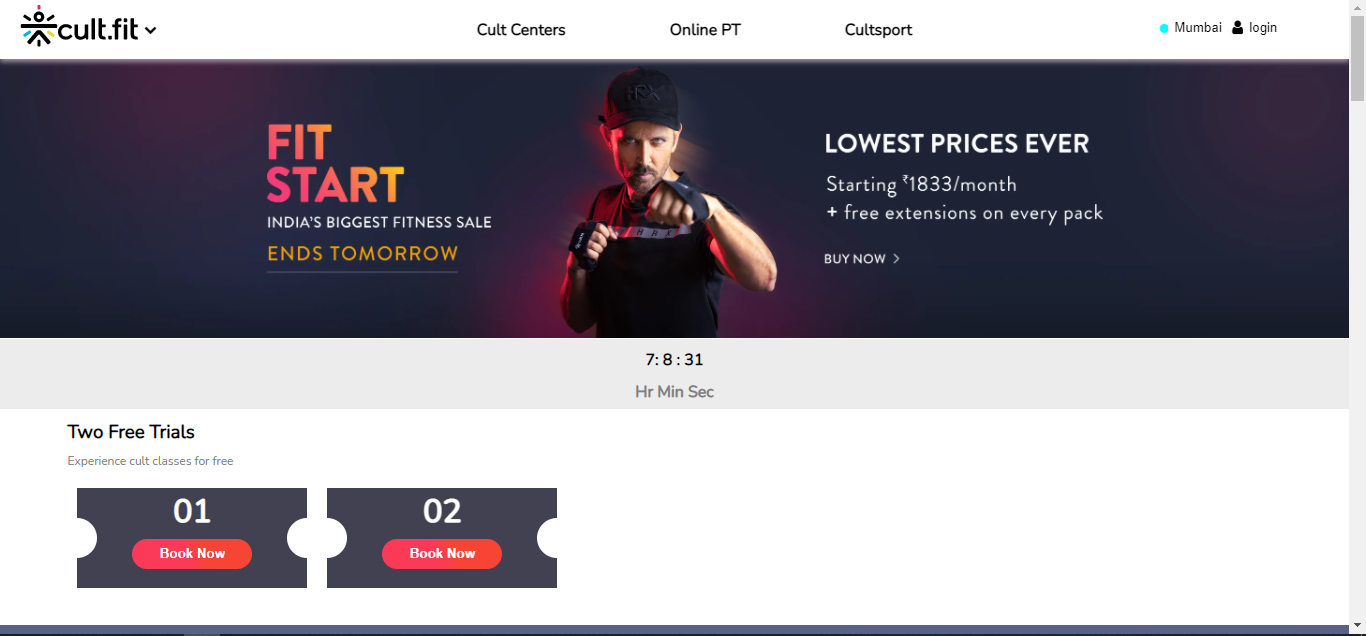 cult.fit
Cult Centers
Online PT
Cultsport
Mumbai
login
HRX
FIT
START
INDIA'S BIGGEST FITNESS SALE
ENDS TOMORROW
HRX
LOWEST PRICES EVER
Starting ₹1833/month
+ free extensions on every pack
BUY NOW >
7: 8 : 31
Hr Min Sec
Two Free Trials
Experience cult classes for free
01
Book Now
02
Book Now